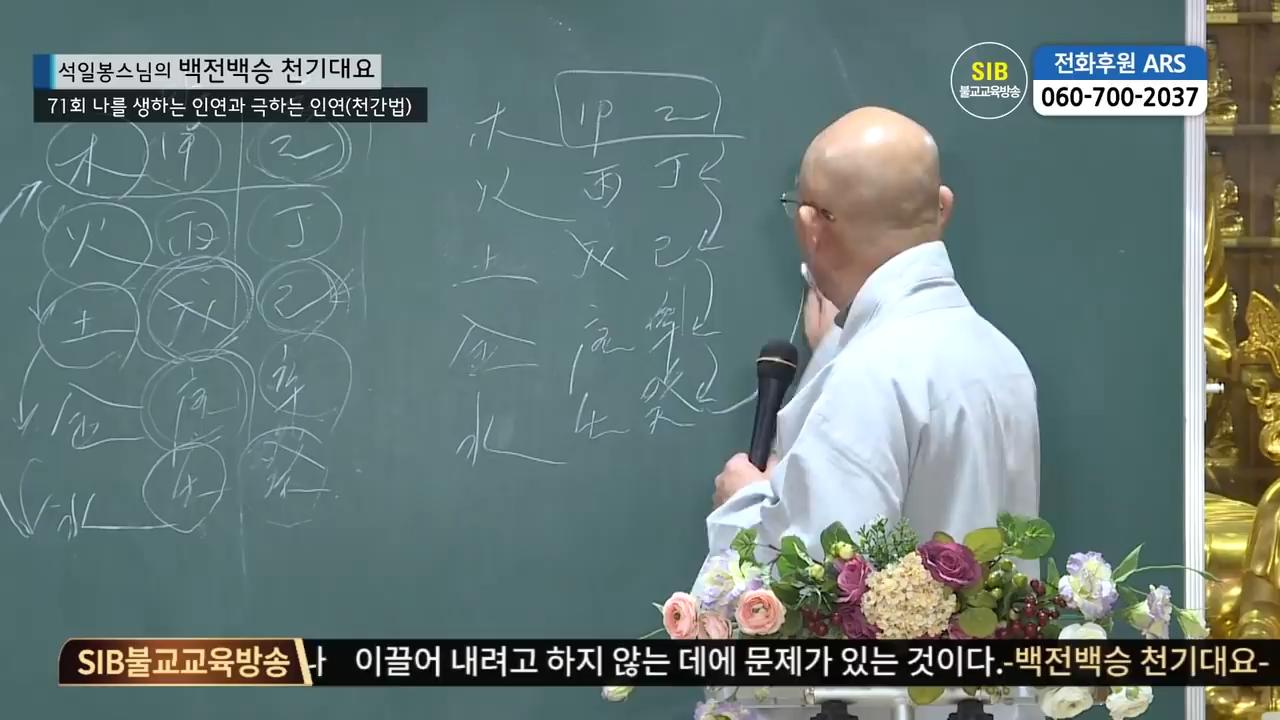 석일봉스님의 백전백승 천기대요
71회 나를 생하는 인연과 극하는 인연(천간법)
SIB
불교교육방송
전화후원 ARS
060-700-2037
木 甲 乙
火 丙 丁
土 戊 己
金 庚 辛
水 壬 癸
木 甲 乙
火 丙 丁
土 戊 己
金 庚 辛
水 壬 癸
SIB불교교육방송
이끌어 내려고 하지 않는 데에 문제가 있는 것이다.-백전백승 천기대요-